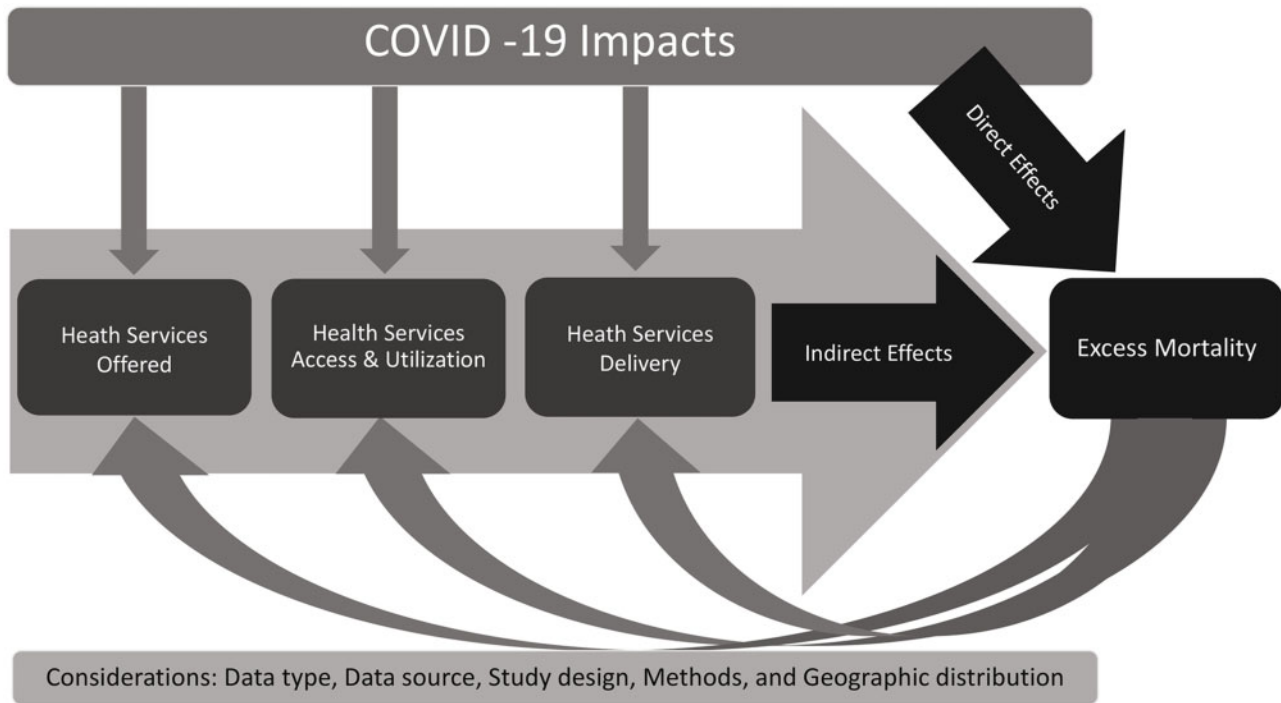 COVID -19 Impacts
Direct Effects
Heath Services
Offered
Health Services
Access & Utilization
Heath Services
Delivery
Indirect Effects
Excess Mortality
Considerations: Data type, Data source, Study design, Methods, and Geographic distribution